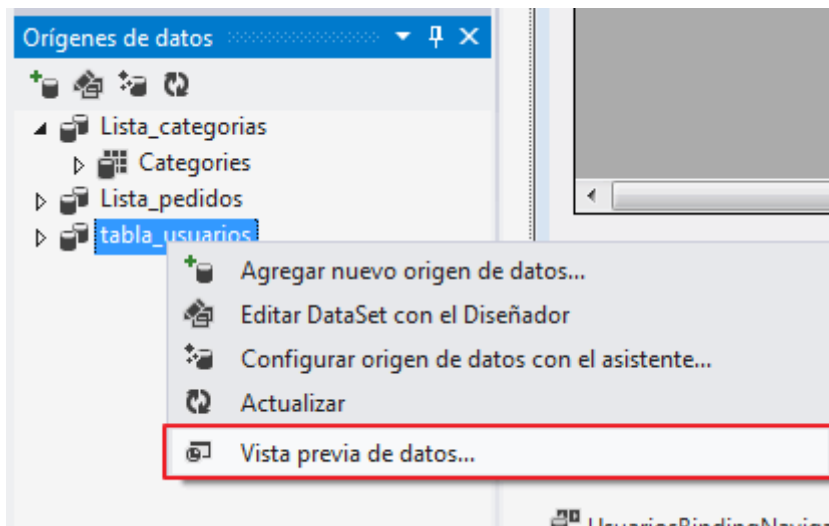 Orígenes de datos
Lista_categorias
Categories
Lista_pedidos
tabla_usuarios
Agregar nuevo origen de datos...
Editar DataSet con el Diseñador
Configurar origen de datos con el asistente...
Actualizar
Vista previa de datos...